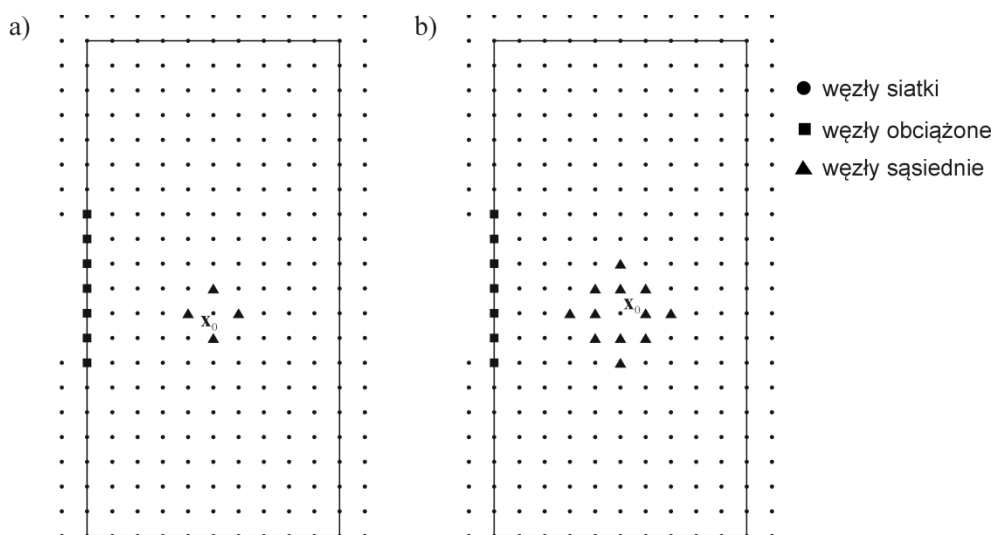 a)
b)
węzły siatki
węzły obciążone
węzły sąsiednie
x₀
x₀